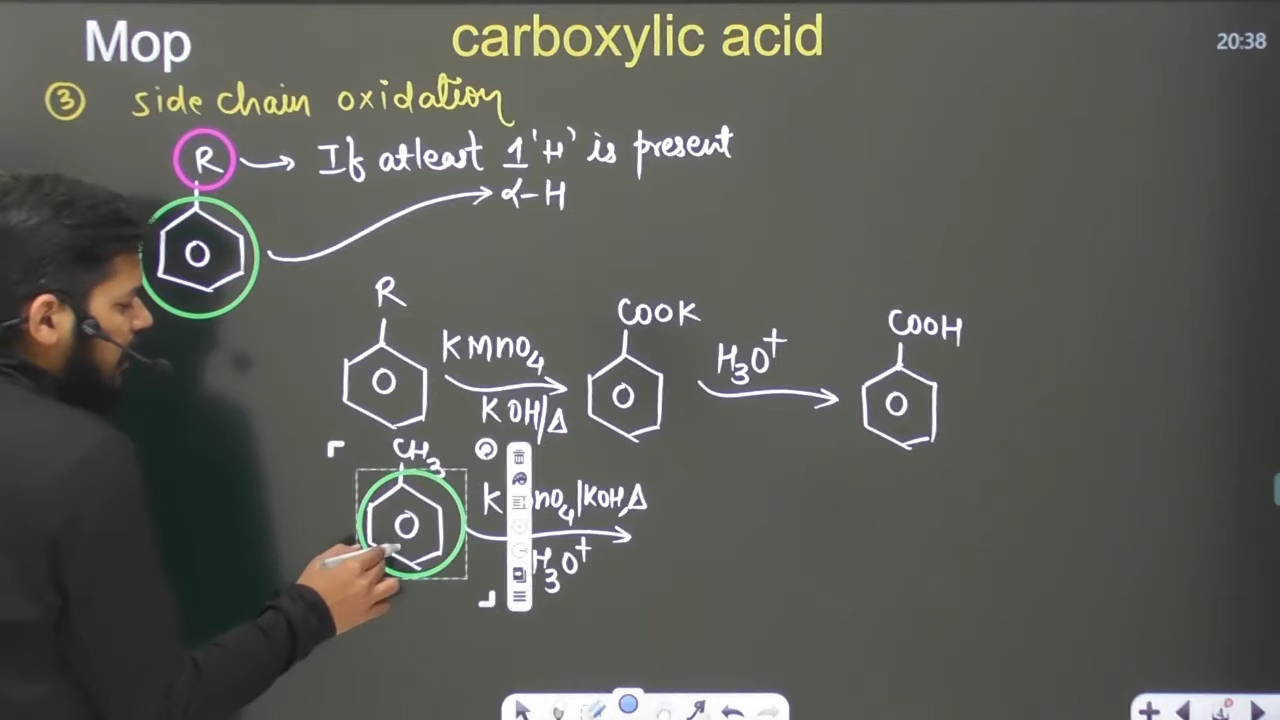 Mop
carboxylic acid
20:38
③ side chain oxidation
R → If atleast 1 'H' is present
α-H
R
KMnO4
KOH/Δ
COOK
H3O+
COOH
CH3
K nO4/KOH,Δ
H3O+